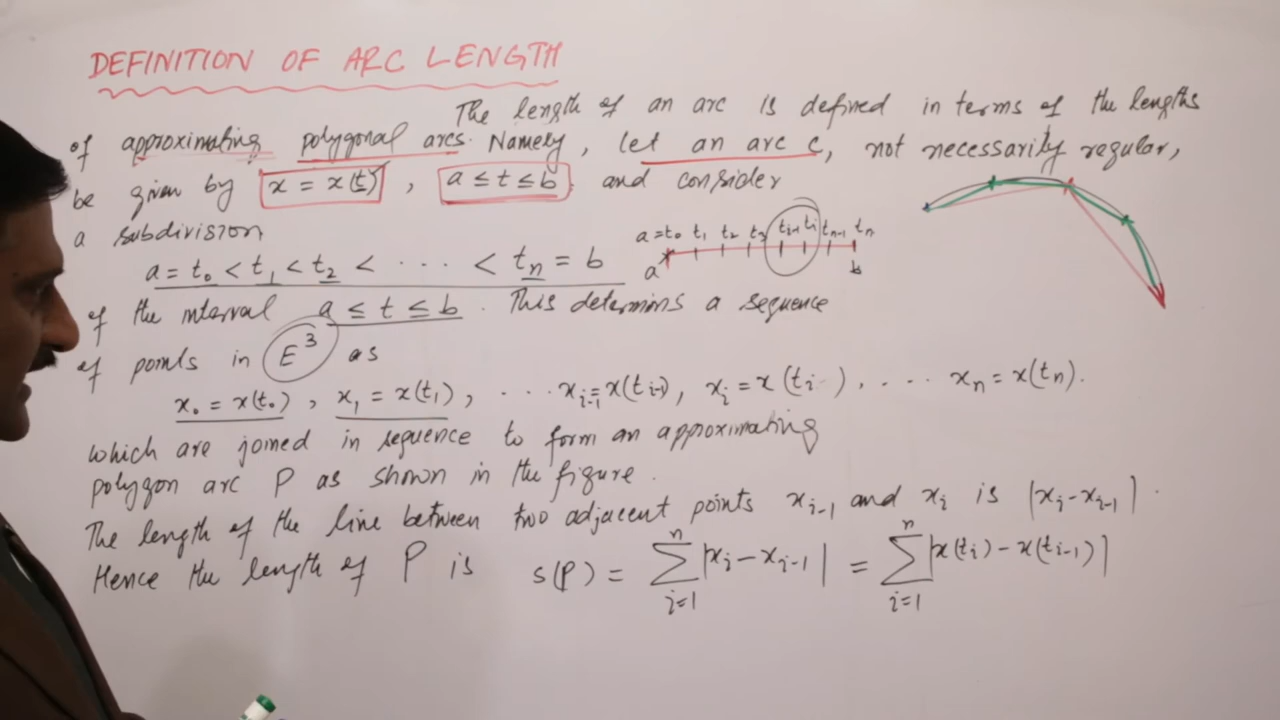 DEFINITION OF ARC LENGTH
The length of an arc is defined in terms of the lengths
of approximating polygonal arcs. Namely, let an arc C, not necessarily regular,
be given by x = x(t), a ≤ t ≤ b and consider
a subdivision
a = t₀ < t₁ < t₂ < · · · < tₙ = b
a=t₀ t₁ t₂ t₃ tᵢ₋₁ tᵢ tₙ₋₁ tₙ
a b
of the interval a ≤ t ≤ b. This determins a sequence
of points in E³ as
x₀ = x(t₀), x₁ = x(t₁), · · · xᵢ₋₁=x(tᵢ₋₁), xᵢ = x(tᵢ), · · · xₙ = x(tₙ).
which are joined in sequence to form an approximating
polygon arc P as shown in the figure.
The length of the line between two adjacent points xᵢ₋₁ and xᵢ is |xᵢ-xᵢ₋₁|.
Hence the length of P is s(P) = ∑ⁿᵢ₌₁ |xᵢ-xᵢ₋₁| = ∑ⁿᵢ₌₁ |x(tᵢ)-x(tᵢ₋₁)|